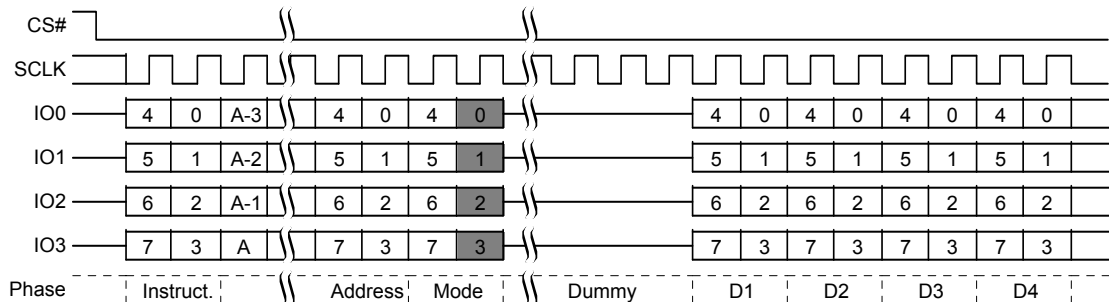 CS#
SCLK
IO0 4 0 A-3 4 0 4 0 4 0 4 0 4 0 4 0
IO1 5 1 A-2 5 1 5 1 5 1 5 1 5 1 5 1
IO2 6 2 A-1 6 2 6 2 6 2 6 2 6 2 6 2
IO3 7 3 A 7 3 7 3 7 3 7 3 7 3 7 3
Phase Instruct. Address Mode Dummy D1 D2 D3 D4